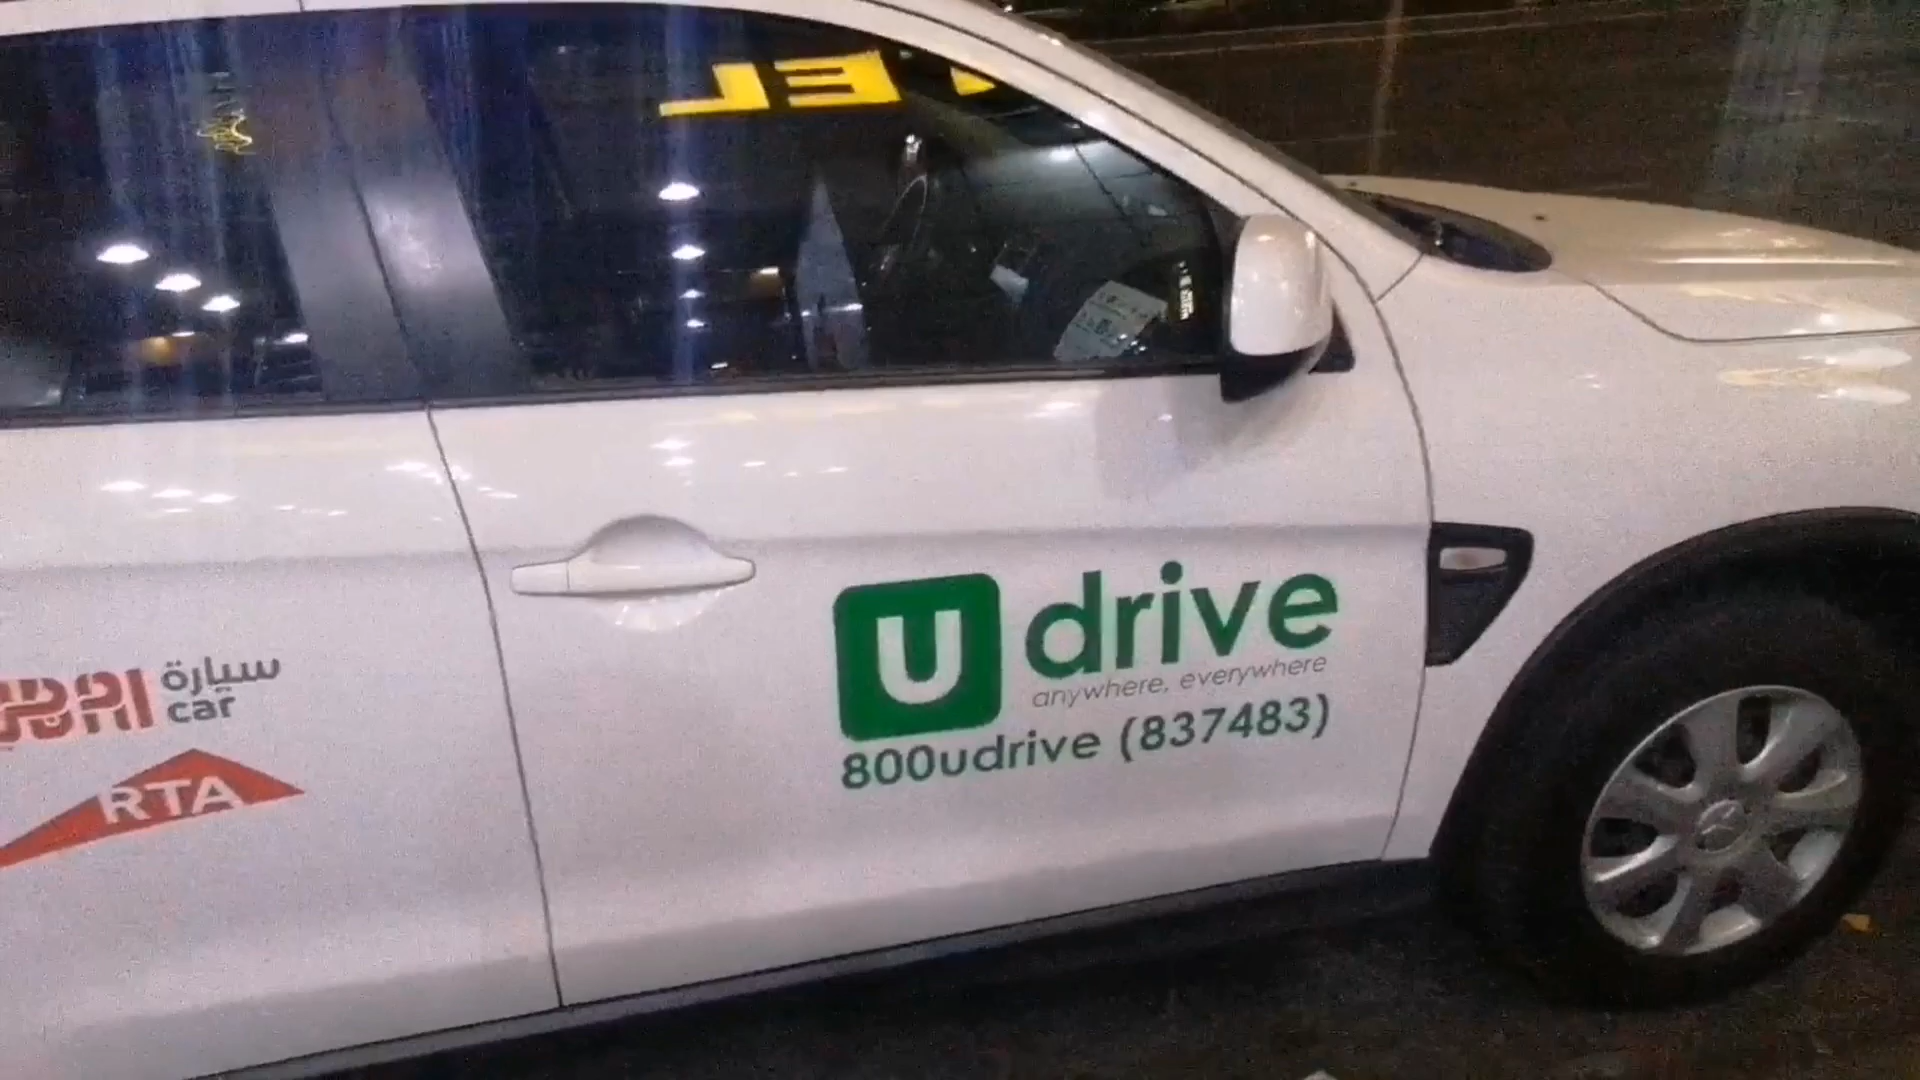 سيارة
car
RTA
U drive
anywhere, everywhere
800udrive (837483)